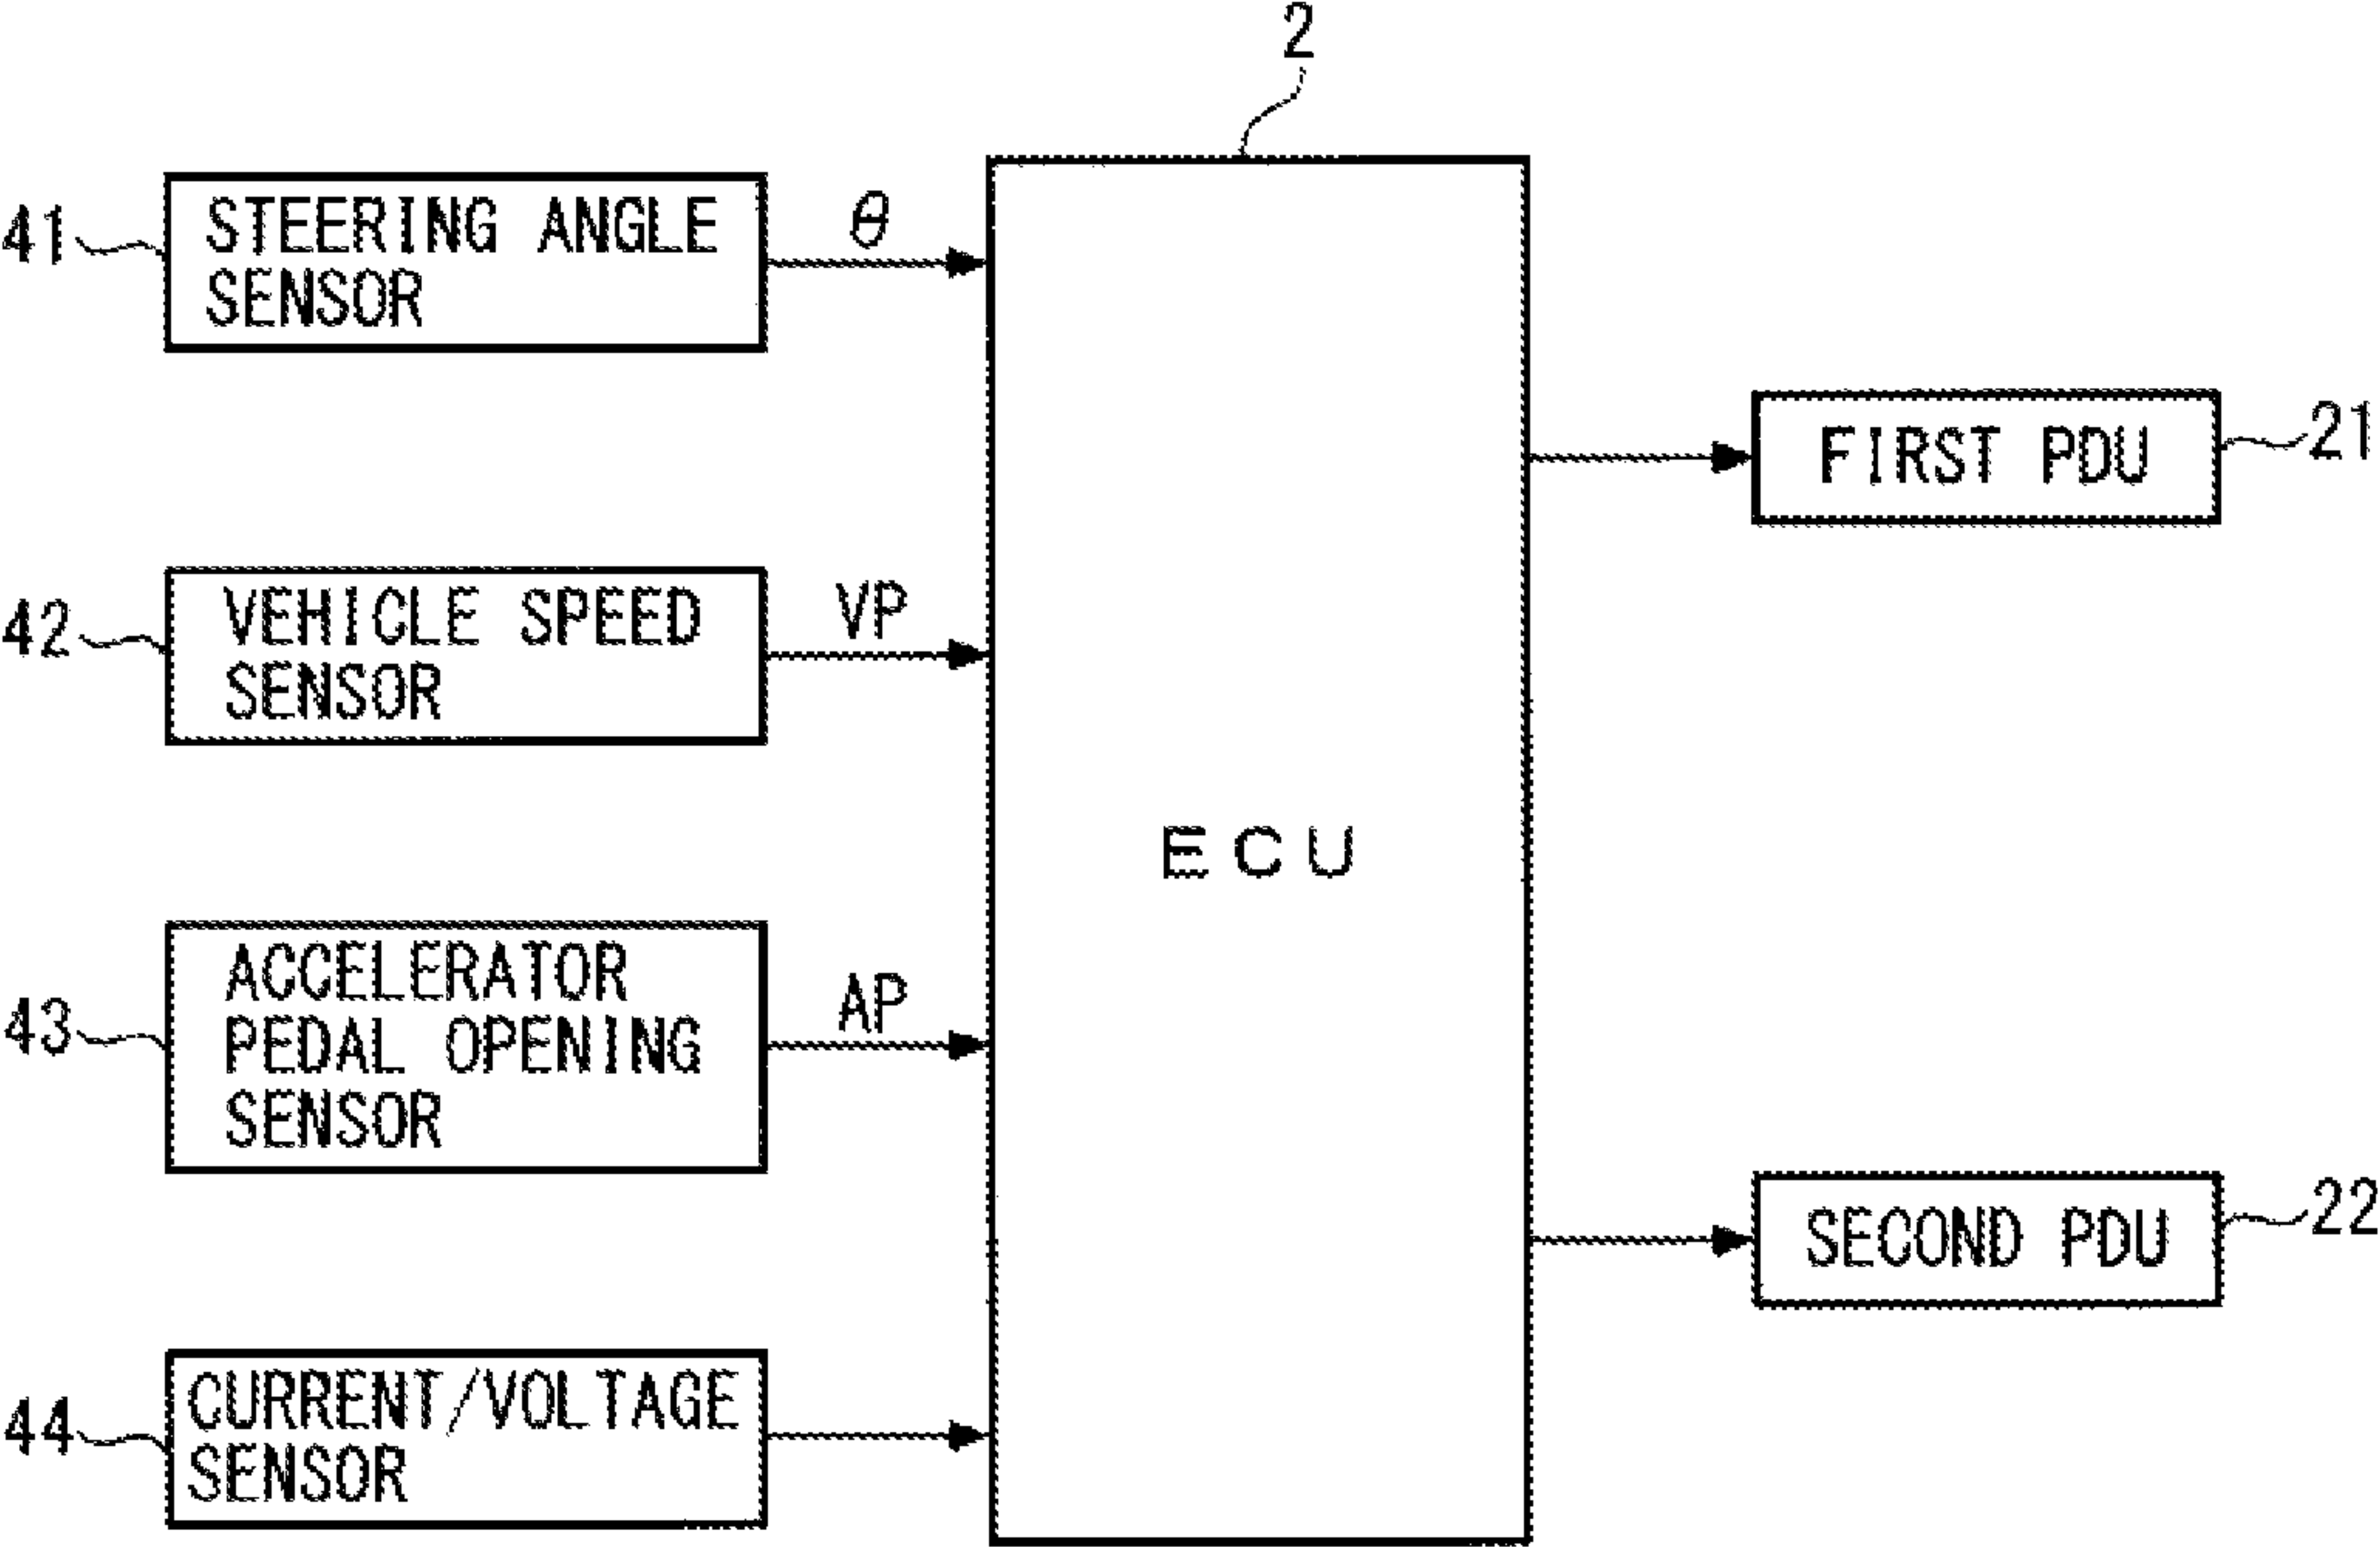 2
41
STEERING ANGLE
SENSOR
θ
FIRST PDU
21
42
VEHICLE SPEED
SENSOR
VP
ECU
43
ACCELERATOR
PEDAL OPENING
SENSOR
AP
SECOND PDU
22
44
CURRENT/VOLTAGE
SENSOR